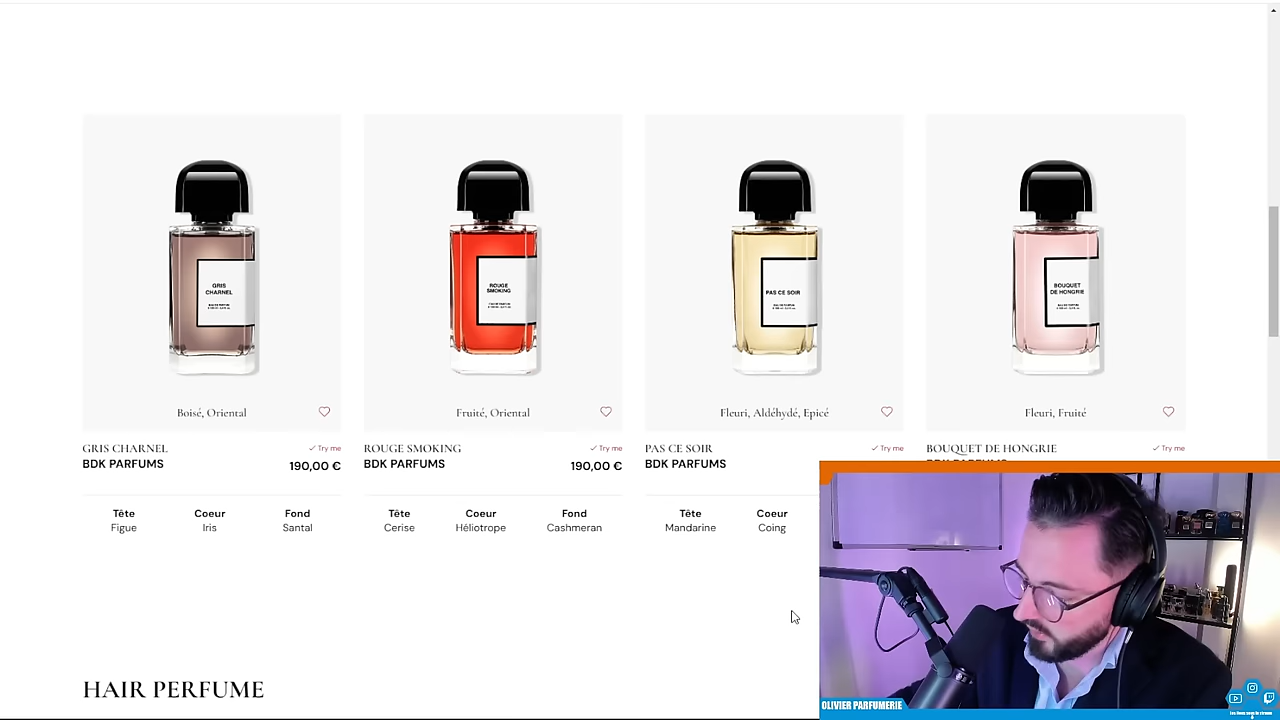 GRIS
CHARNEL
ROUGE
SMOKING
PAS CE SOIR
BOUQUET
DE HONGRIE
Boisé, Oriental
Fruité, Oriental
Fleuri, Aldéhydé, Epicé
Fleuri, Fruité
GRIS CHARNEL
Try me
BDK PARFUMS
190,00 €
ROUGE SMOKING
Try me
BDK PARFUMS
190,00 €
PAS CE SOIR
Try me
BDK PARFUMS
BOUQUET DE HONGRIE
Try me
Tête
Coeur
Fond
Figue
Iris
Santal
Tête
Coeur
Fond
Cerise
Héliotrope
Cashmeran
Tête
Coeur
Mandarine
Coing
HAIR PERFUME
OLIVIER PARFUMERIE